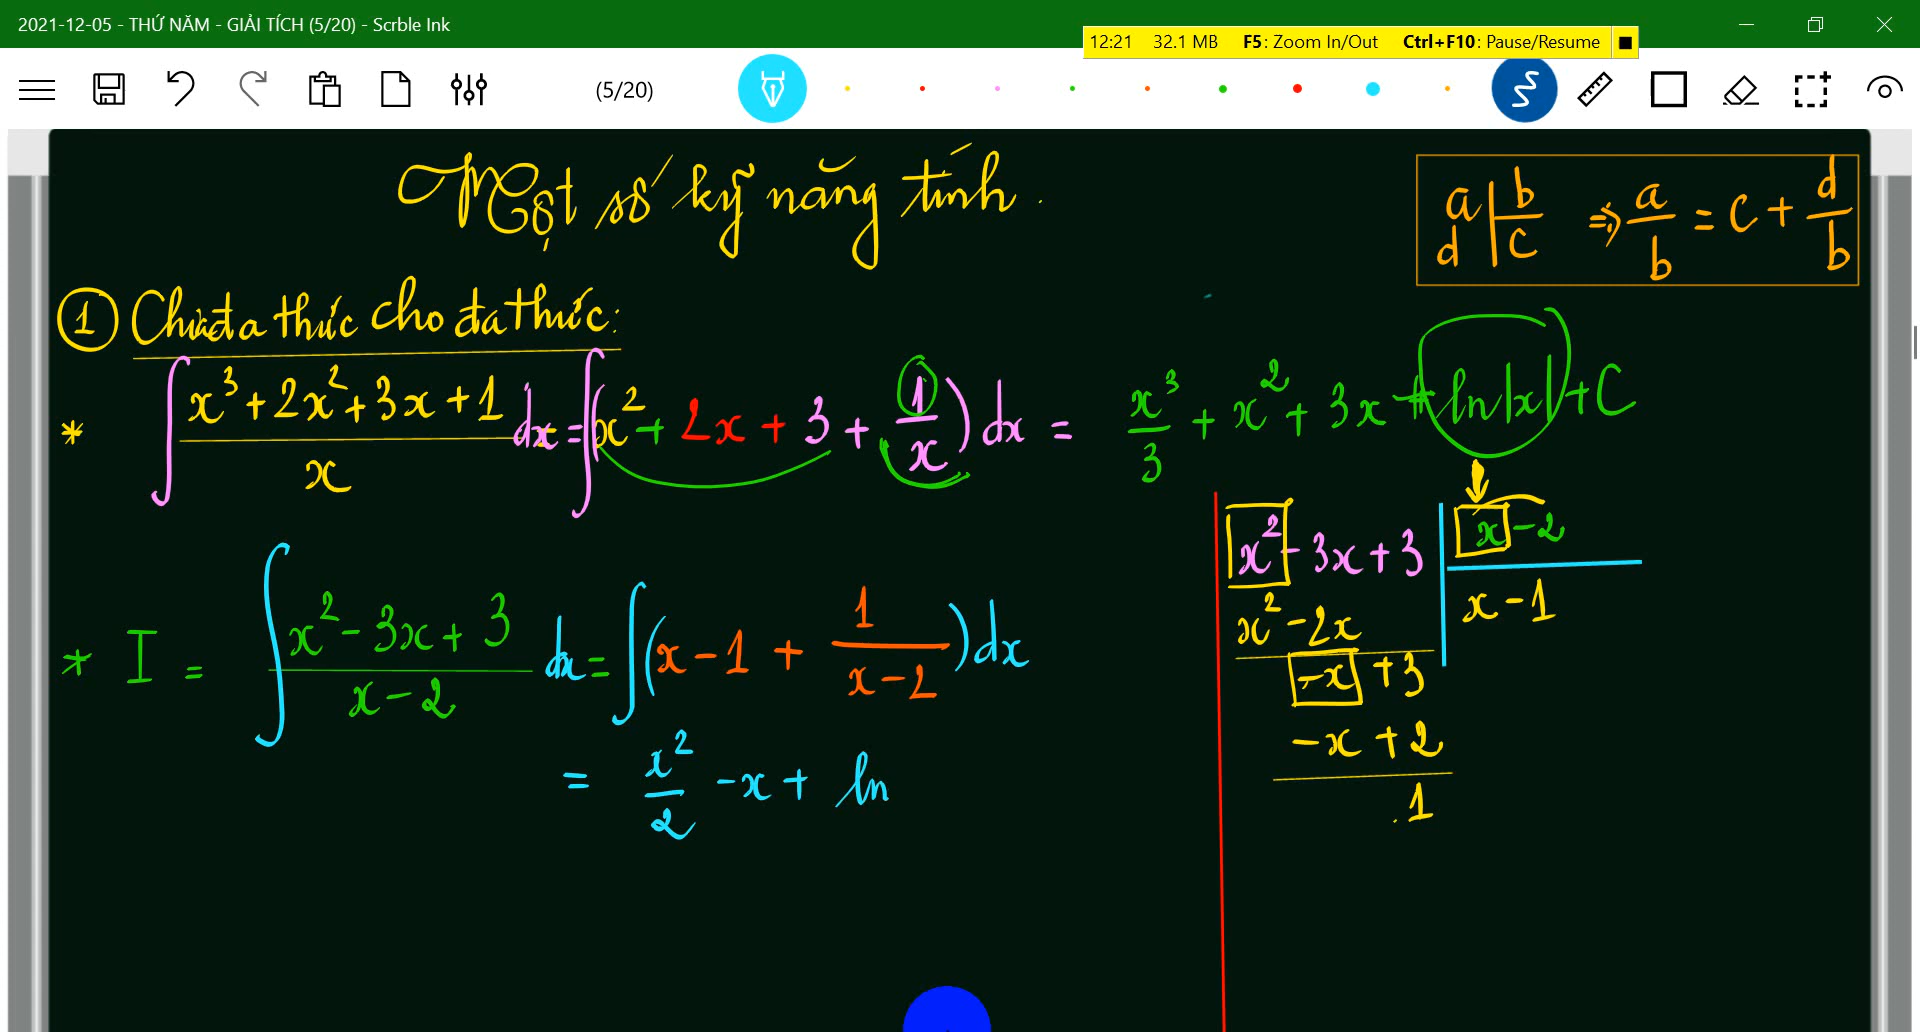 2021-12-05 - THỨ NĂM - GIẢI TÍCH (5/20) - Scrble Ink
12:21 32.1 MB F5: Zoom In/Out Ctrl+F10: Pause/Resume
(5/20)
Một số kỹ năng tính.
a | b
d | c ⇒ a/b = c + d/b
① Chia đa thức cho đa thức:
* ∫ (x³ + 2x² + 3x + 1)/x dx = ∫(x² + 2x + 3 + 1/x) dx = x³/3 + x² + 3x + ln|x| + C
* I = ∫ (x² - 3x + 3)/(x - 2) dx = ∫(x - 1 + 1/(x - 2)) dx
= x²/2 - x + ln
x² - 3x + 3 | x - 2
x² - 2x | x - 1
-x + 3
-x + 2
1